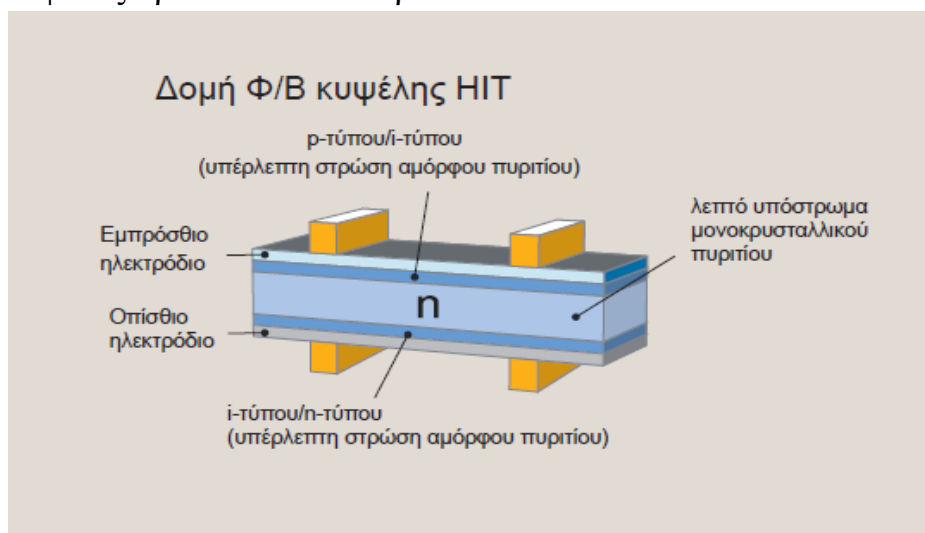 Δομή Φ/Β κυψέλης HIT
p-τύπου/i-τύπου
(υπέρλεπτη στρώση αμόρφου πυριτίου)
λεπτό υπόστρωμα
μονοκρυσταλλικού
πυριτίου
Εμπρόσθιο
ηλεκτρόδιο
n
Οπίσθιο
ηλεκτρόδιο
i-τύπου/n-τύπου
(υπέρλεπτη στρώση αμόρφου πυριτίου)